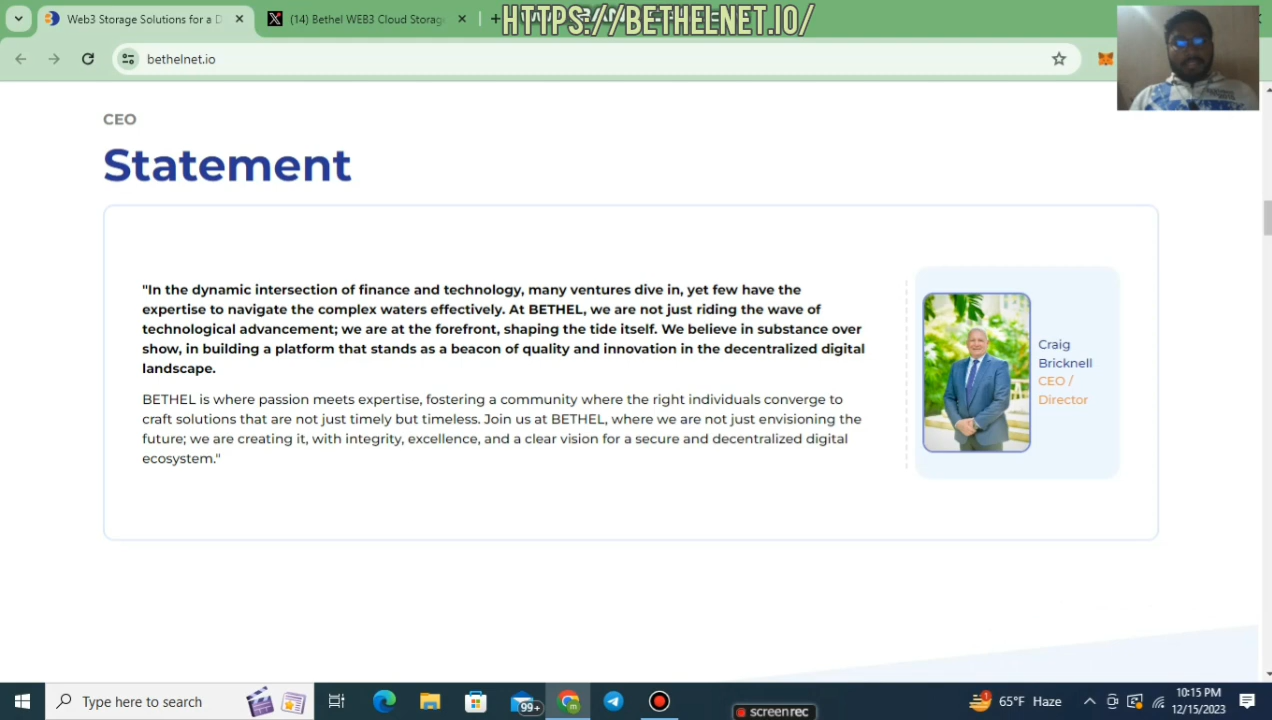 Web3 Storage Solutions for a D
(14) Bethel WEB3 Cloud Storag
HTTPS://BETHELNET.IO/
bethelnet.io
CEO
Statement
"In the dynamic intersection of finance and technology, many ventures dive in, yet few have the
expertise to navigate the complex waters effectively. At BETHEL, we are not just riding the wave of
technological advancement; we are at the forefront, shaping the tide itself. We believe in substance over
show, in building a platform that stands as a beacon of quality and innovation in the decentralized digital
landscape.
BETHEL is where passion meets expertise, fostering a community where the right individuals converge to
craft solutions that are not just timely but timeless. Join us at BETHEL, where we are not just envisioning the
future; we are creating it, with integrity, excellence, and a clear vision for a secure and decentralized digital
ecosystem."
Craig
Bricknell
CEO /
Director
Type here to search
99+
screenrec
1
65°F Haze
10:15 PM
12/15/2023